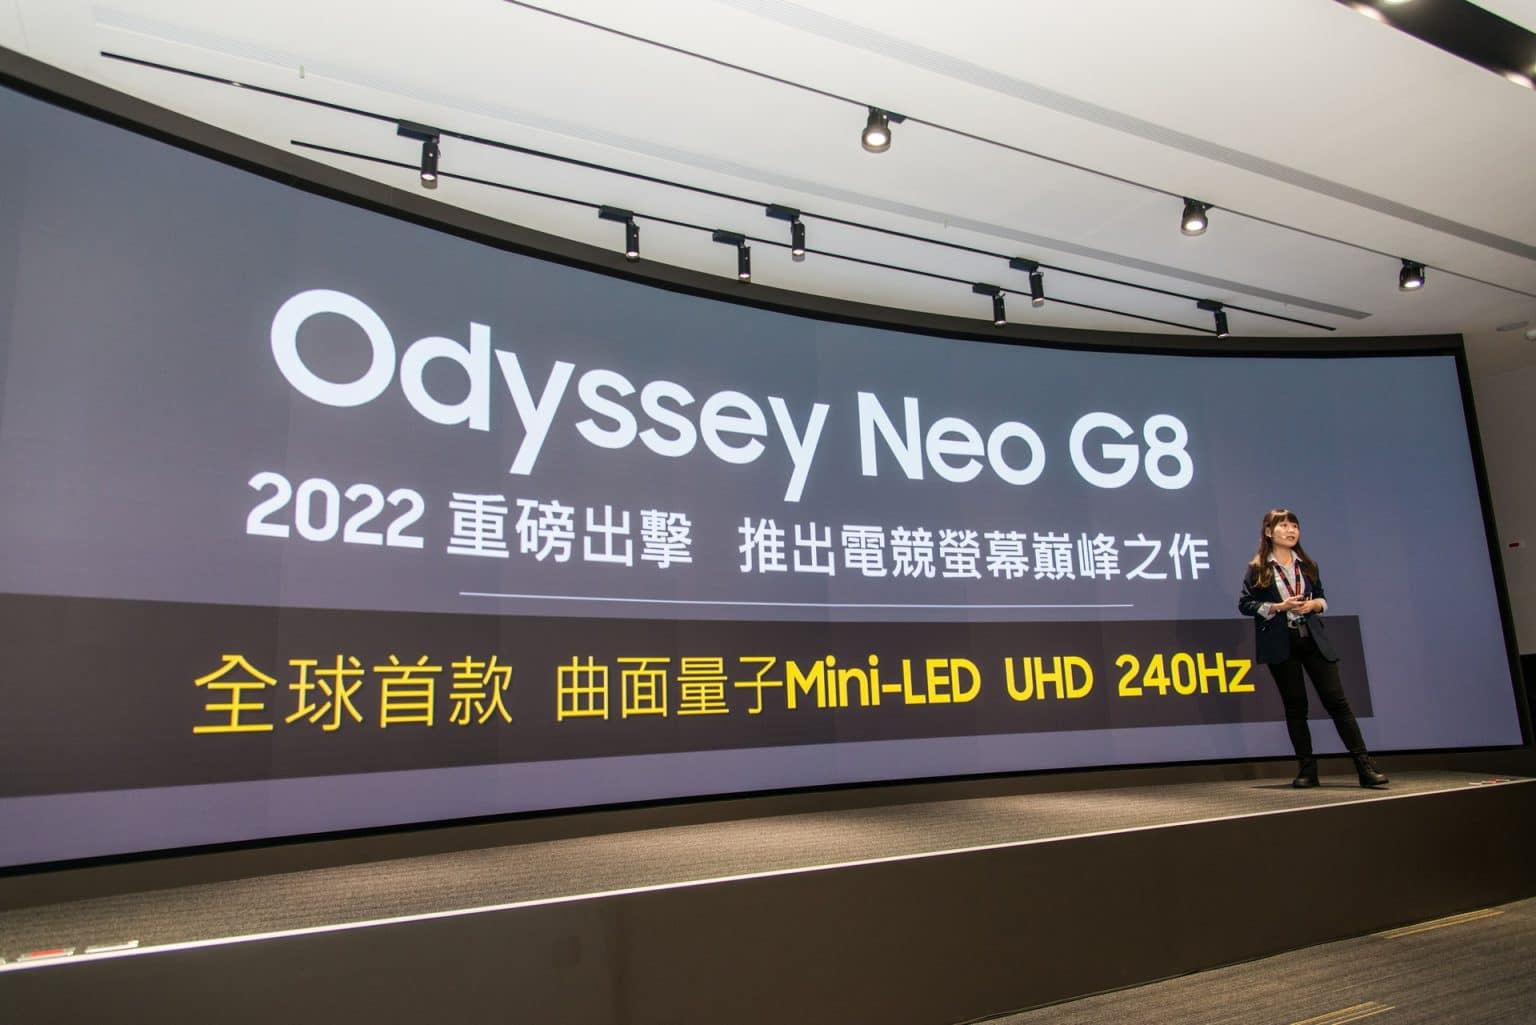 Odyssey Neo G8
2022 重磅出擊 推出電競螢幕巔峰之作
全球首款 曲面量子Mini-LED UHD 240Hz